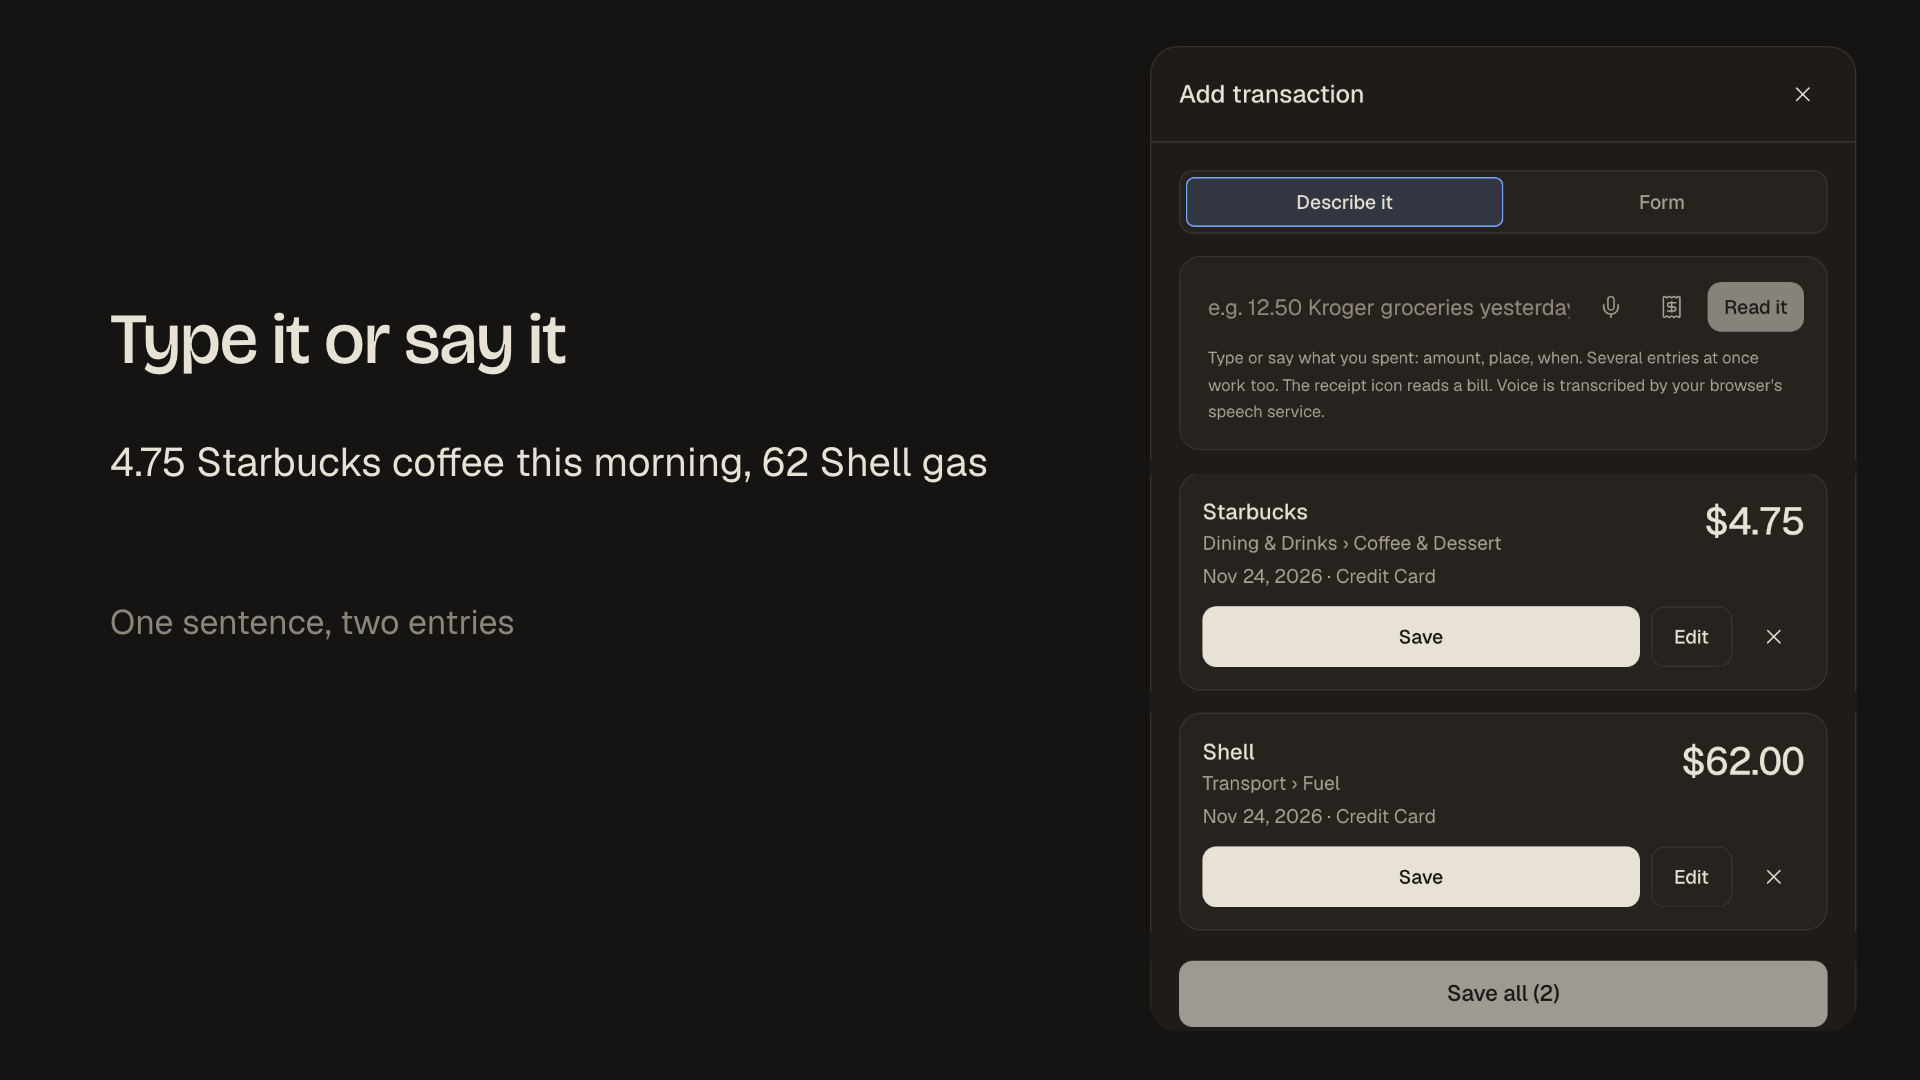 Type it or say it
4.75 Starbucks coffee this morning, 62 Shell gas
One sentence, two entries
Add transaction
Describe it
Form
e.g. 12.50 Kroger groceries yesterday
Read it
Type or say what you spent: amount, place, when. Several entries at once
work too. The receipt icon reads a bill. Voice is transcribed by your browser's
speech service.
Starbucks
$4.75
Dining & Drinks › Coffee & Dessert
Nov 24, 2026 · Credit Card
Save
Edit
Shell
$62.00
Transport › Fuel
Nov 24, 2026 · Credit Card
Save
Edit
Save all (2)